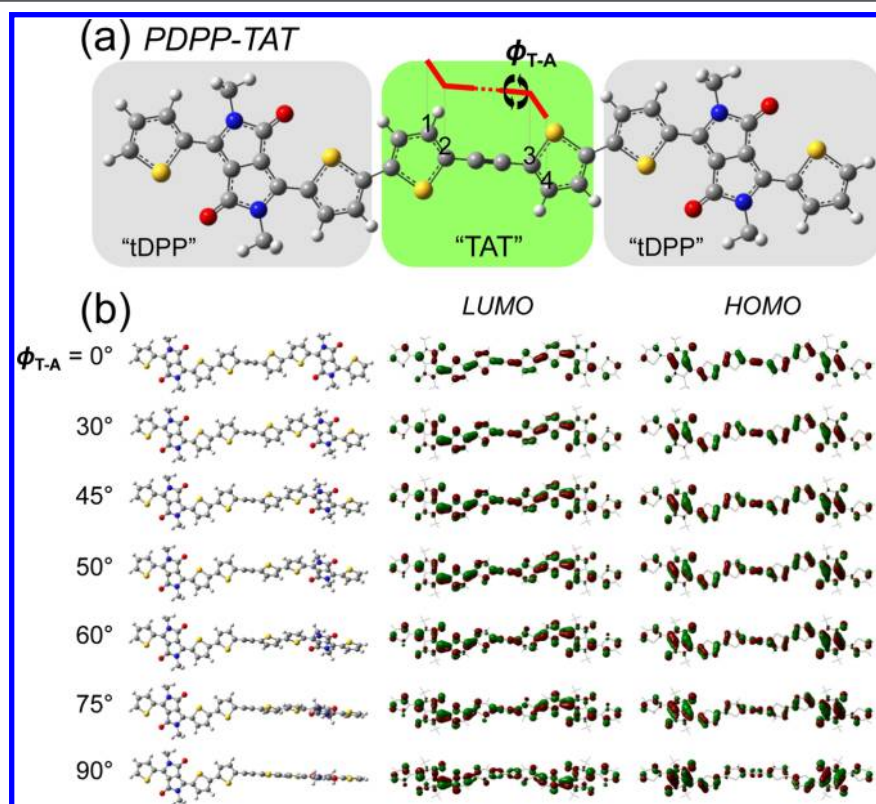 (a) PDPP-TAT
ϕT-A
1
2
3
4
“tDPP”
“TAT”
“tDPP”
(b)
LUMO
HOMO
ϕT-A = 0°
30°
45°
50°
60°
75°
90°